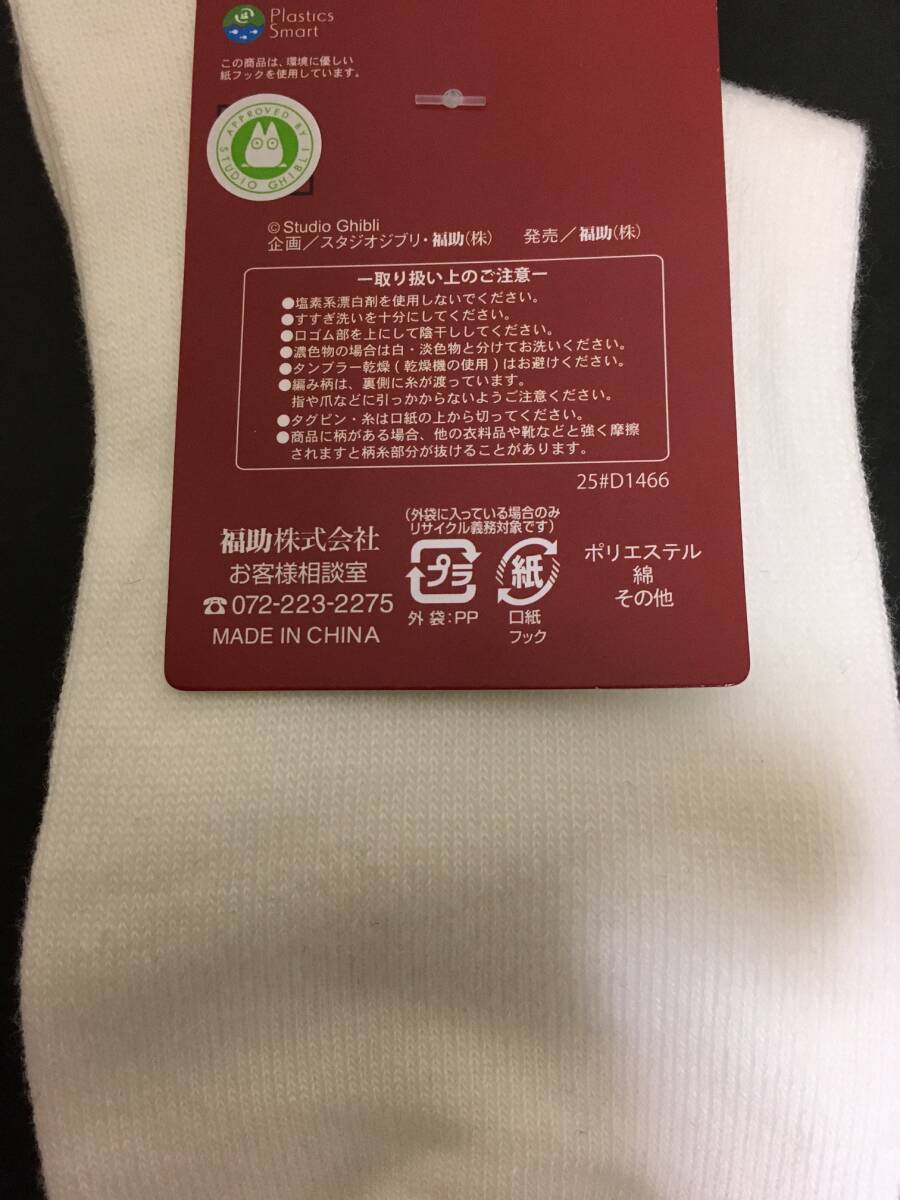 Plastics
Smart
この商品は、環境に優しい
紙フックを使用しています。
APPROVED BY
STUDIO GHIBLI
©Studio Ghibli
企画／スタジオジブリ・福助(株)　発売／福助(株)
ー取り扱い上のご注意ー
●塩素系漂白剤を使用しないでください。
●すすぎ洗いを十分にしてください。
●口ゴム部を上にして陰干ししてください。
●濃色物の場合は白・淡色物と分けてお洗いください。
●タンブラー乾燥(乾燥機の使用)はお避けください。
●編み柄は、裏側に糸が渡っています。
指や爪などに引っかからないようご注意ください。
●タグピン・糸は口紙の上から切ってください。
●商品に柄がある場合、他の衣料品や靴などと強く摩擦
されますと柄糸部分が抜けることがあります。
25#D1466
福助株式会社
お客様相談室
☎072-223-2275
MADE IN CHINA
(外袋に入っている場合のみ
リサイクル義務対象です)
プラ
外袋:PP
紙
口紙
フック
ポリエステル
綿
その他